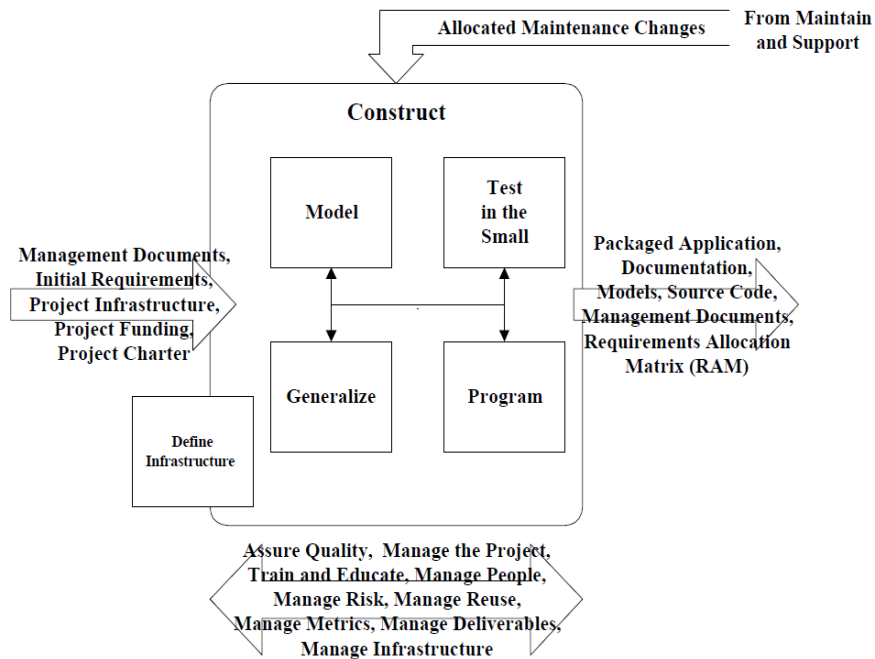 Allocated Maintenance Changes
From Maintain
and Support
Construct
Model
Test
in the
Small
Management Documents,
Initial Requirements,
Project Infrastructure,
Project Funding,
Project Charter
Packaged Application,
Documentation,
Models, Source Code,
Management Documents,
Requirements Allocation
Matrix (RAM)
Generalize
Program
Define
Infrastructure
Assure Quality, Manage the Project,
Train and Educate, Manage People,
Manage Risk, Manage Reuse,
Manage Metrics, Manage Deliverables,
Manage Infrastructure